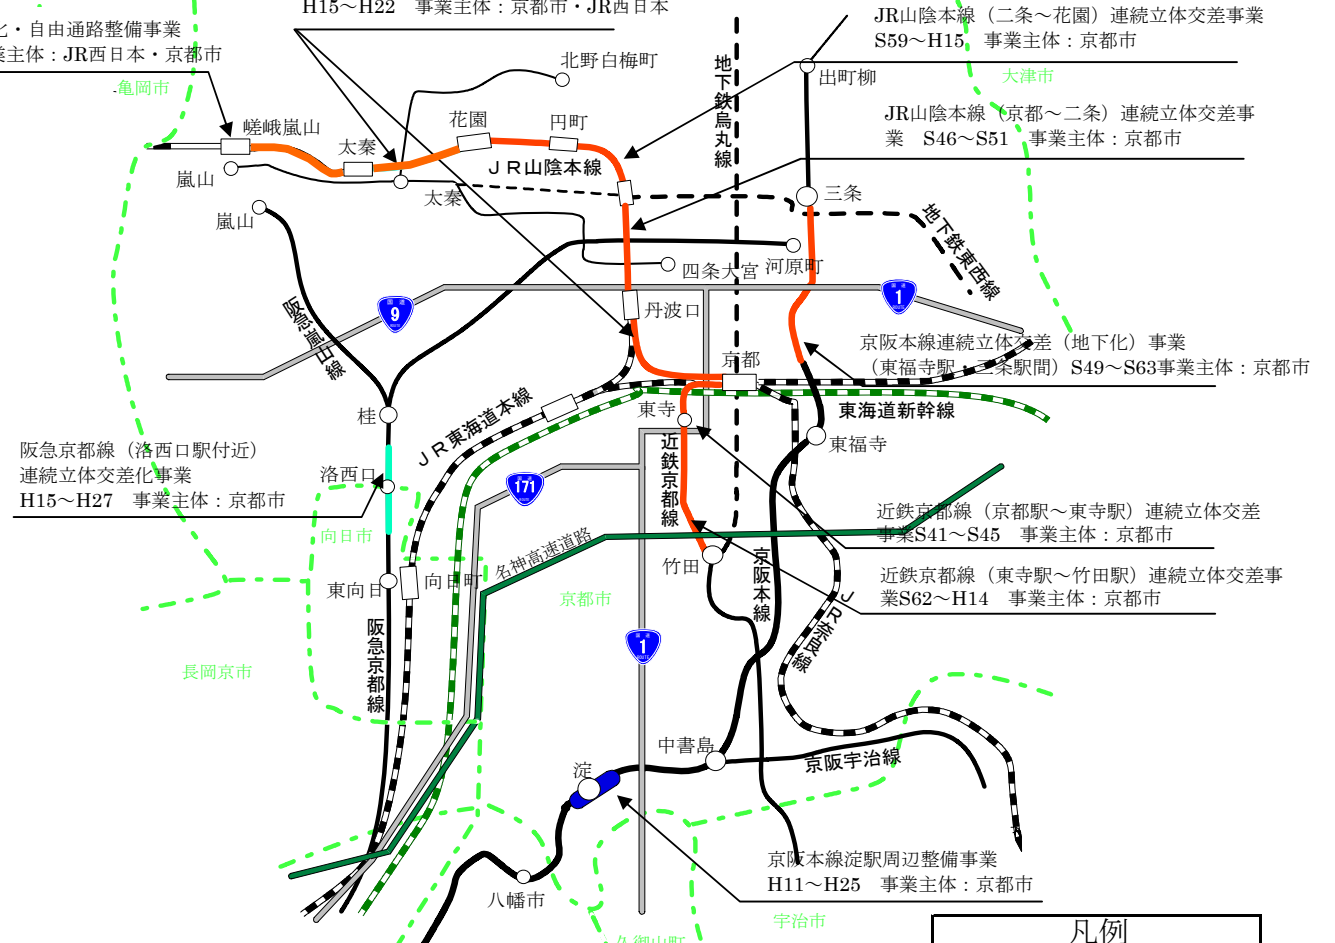 H15～H22　事業主体：京都市・JR西日本
化・自由通路整備事業
業主体：JR西日本・京都市
JR山陰本線（二条～花園）連続立体交差事業
S59～H15　事業主体：京都市
JR山陰本線（京都～二条）連続立体交差事
業　S46～S51　事業主体：京都市
亀岡市
大津市
北野白梅町
出町柳
地下鉄烏丸線
嵯峨嵐山
太秦
花園
円町
ＪＲ山陰本線
嵐山
太秦
三条
嵐山
地下鉄東西線
四条大宮
河原町
9
1
丹波口
阪急嵐山線
京阪本線連続立体交差（地下化）事業
（東福寺駅・三条駅間）S49～S63事業主体：京都市
京都
桂
東寺
東海道新幹線
ＪＲ東海道本線
東福寺
阪急京都線（洛西口駅付近）
連続立体交差化事業
H15～H27　事業主体：京都市
洛西口
近鉄京都線
171
向日市
近鉄京都線（京都駅～東寺駅）連続立体交差
事業S41～S45　事業主体：京都市
名神高速道路
竹田
京阪本線
近鉄京都線（東寺駅～竹田駅）連続立体交差事
業S62～H14　事業主体：京都市
東向日
向日町
京都市
ＪＲ奈良線
阪急京都線
1
長岡京市
中書島
京阪宇治線
淀
京阪本線淀駅周辺整備事業
H11～H25　事業主体：京都市
八幡市
宇治市
久御山町
凡例